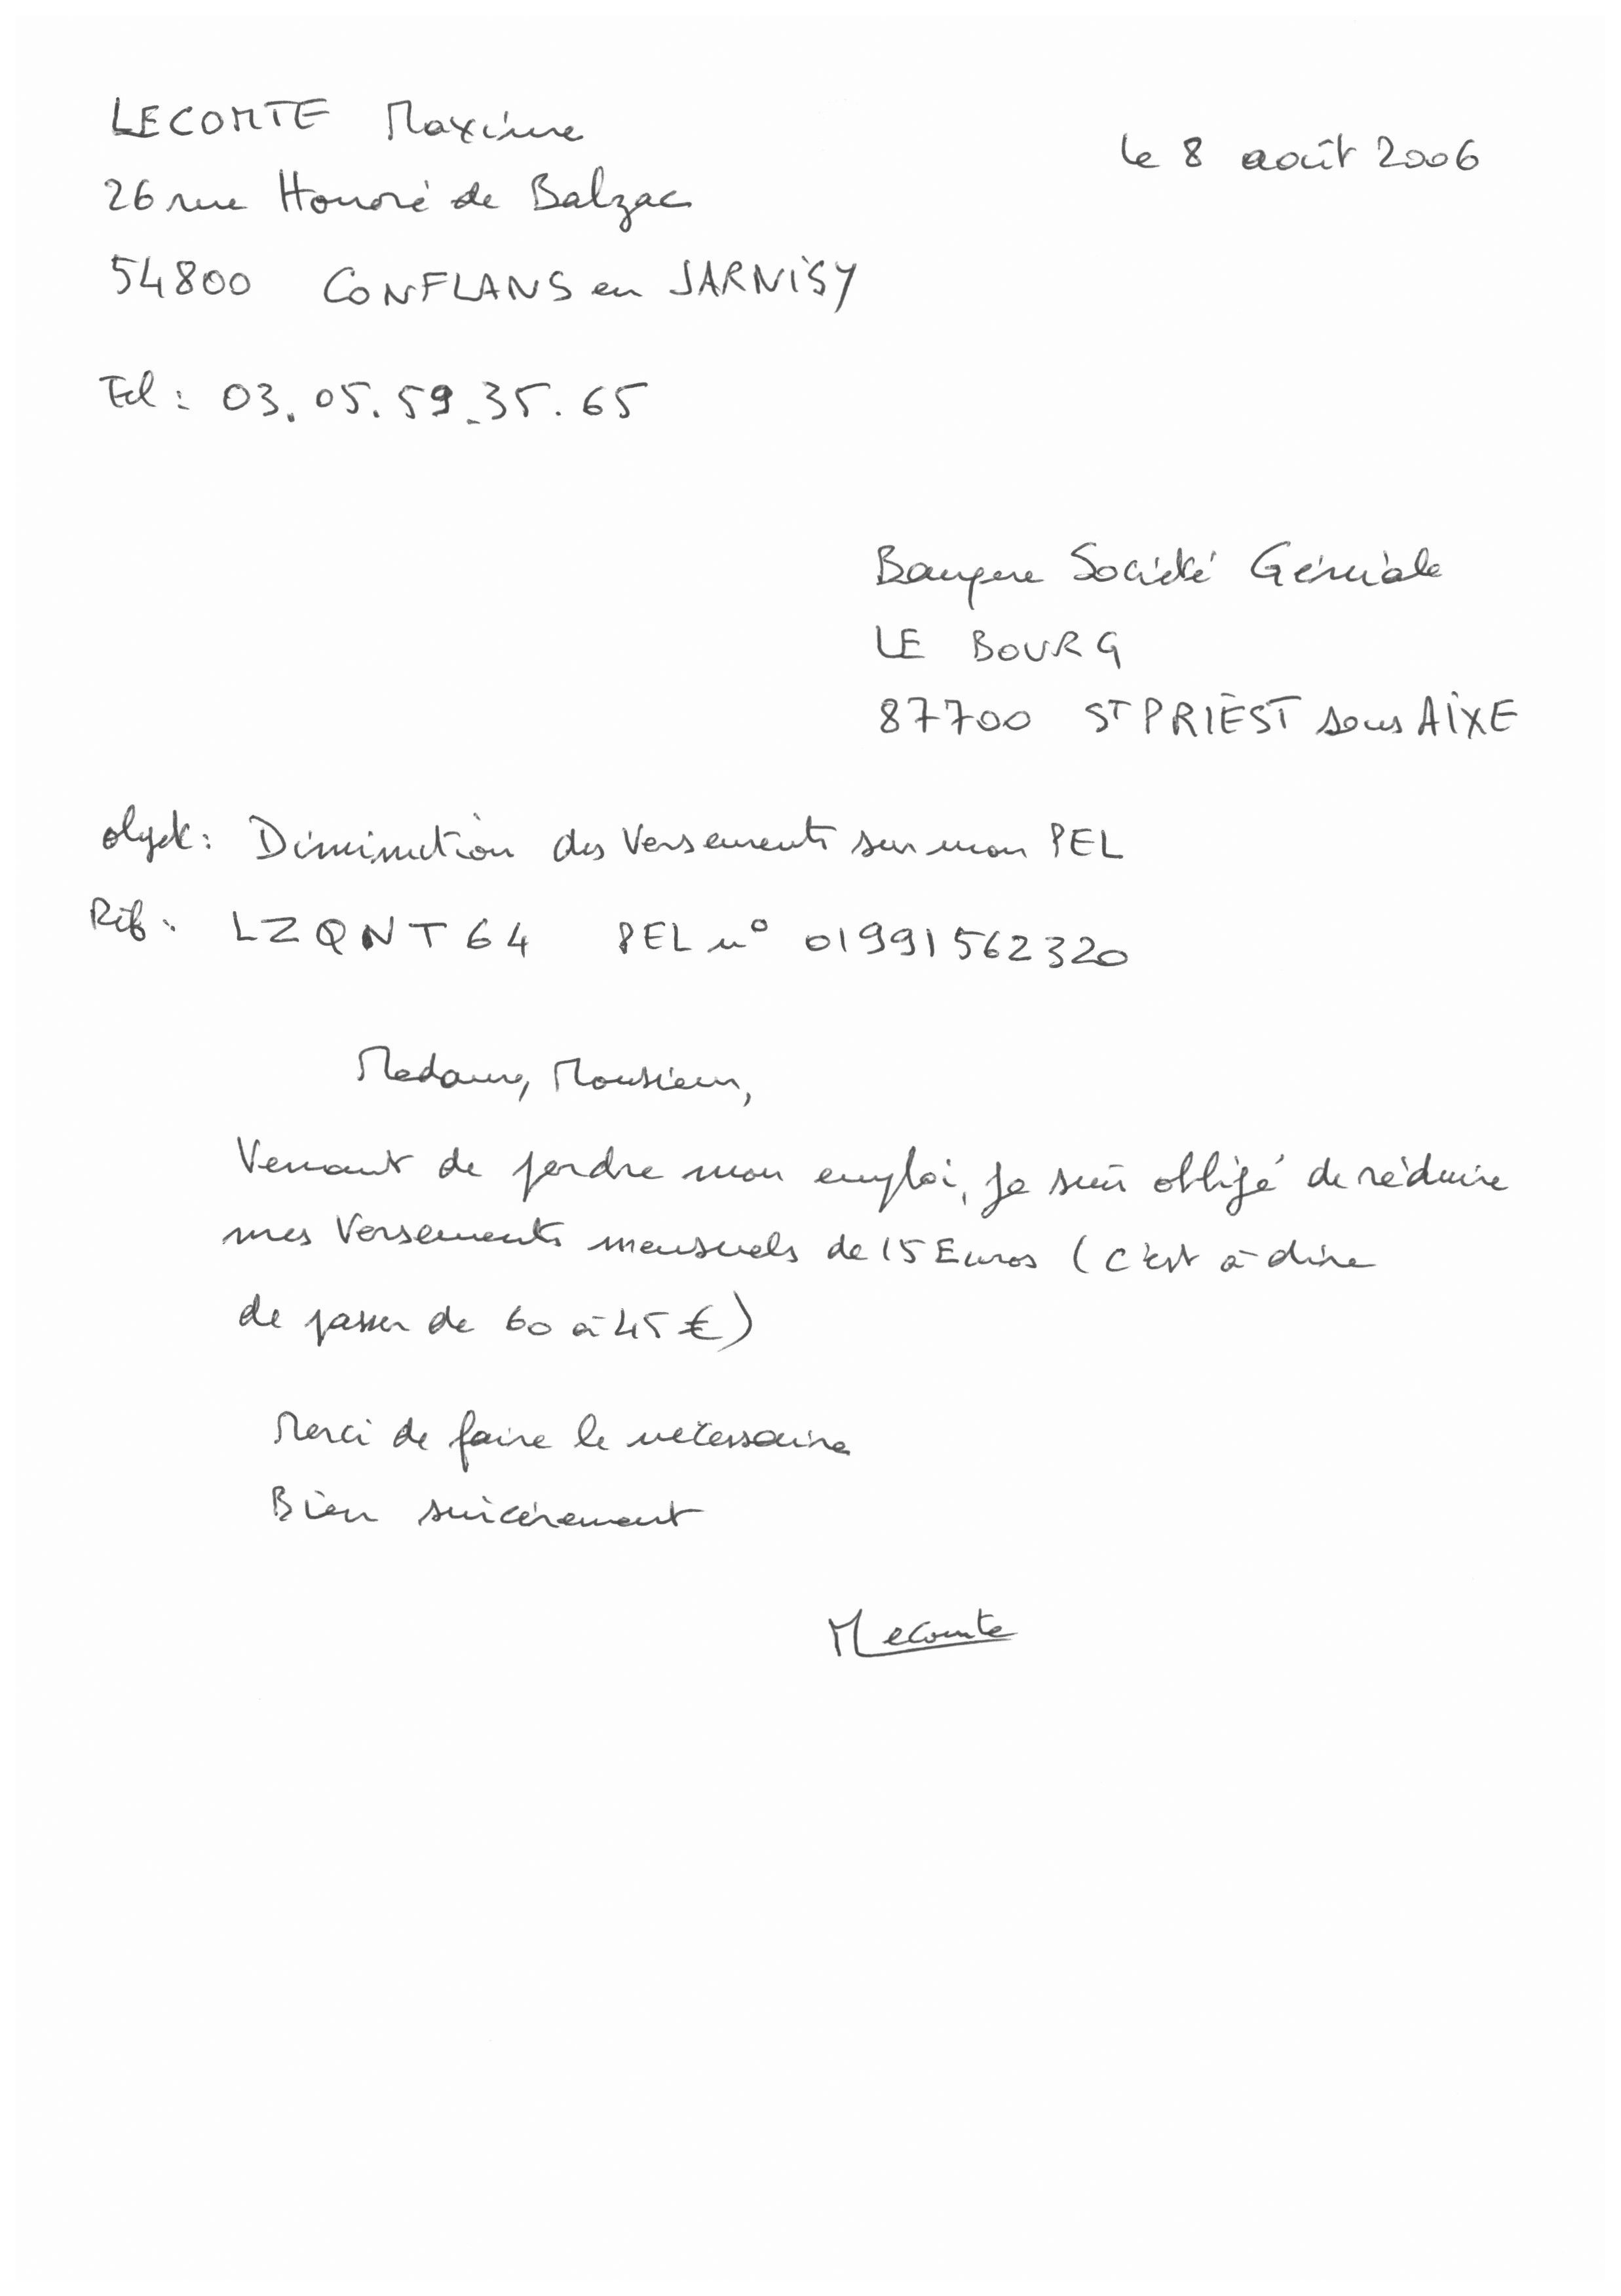 LECOMTE Maxime
le 8 août 2006
26 rue Honoré de Balzac
54800 CONFLANS en JARNISY
Tel : 03.05.59.35.65
Banque Société Générale
LE BOURG
87700 ST PRIEST sous AIXE
objet : Diminution des Versements sur mon PEL
Réf : LZQNT64 PEL n° 01991562320
Madame, Monsieur,
Venant de perdre mon emploi, je suis obligé de réduire
mes Versements mensuels de 15 Euros (c'est à-dire
de passer de 60 à 45 €)
Merci de faire le nécessaire
Bien sincèrement
MLecomte